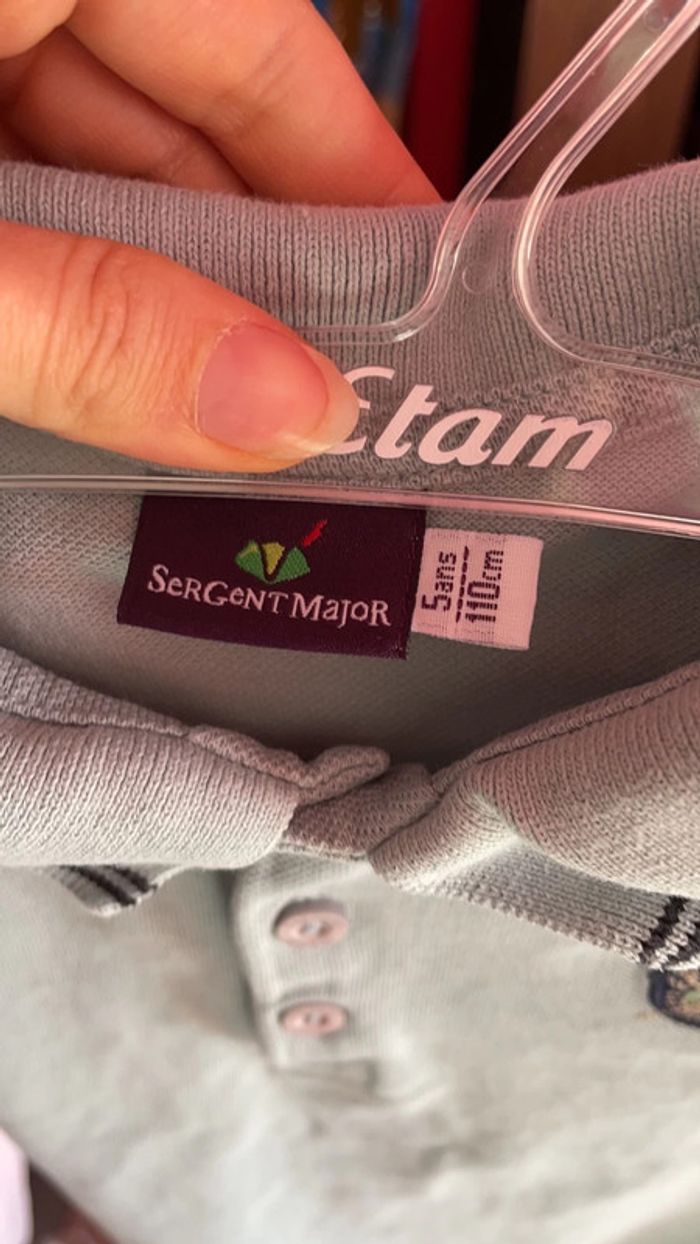 Etam
SERGENT MAJOR
5ans
110cm